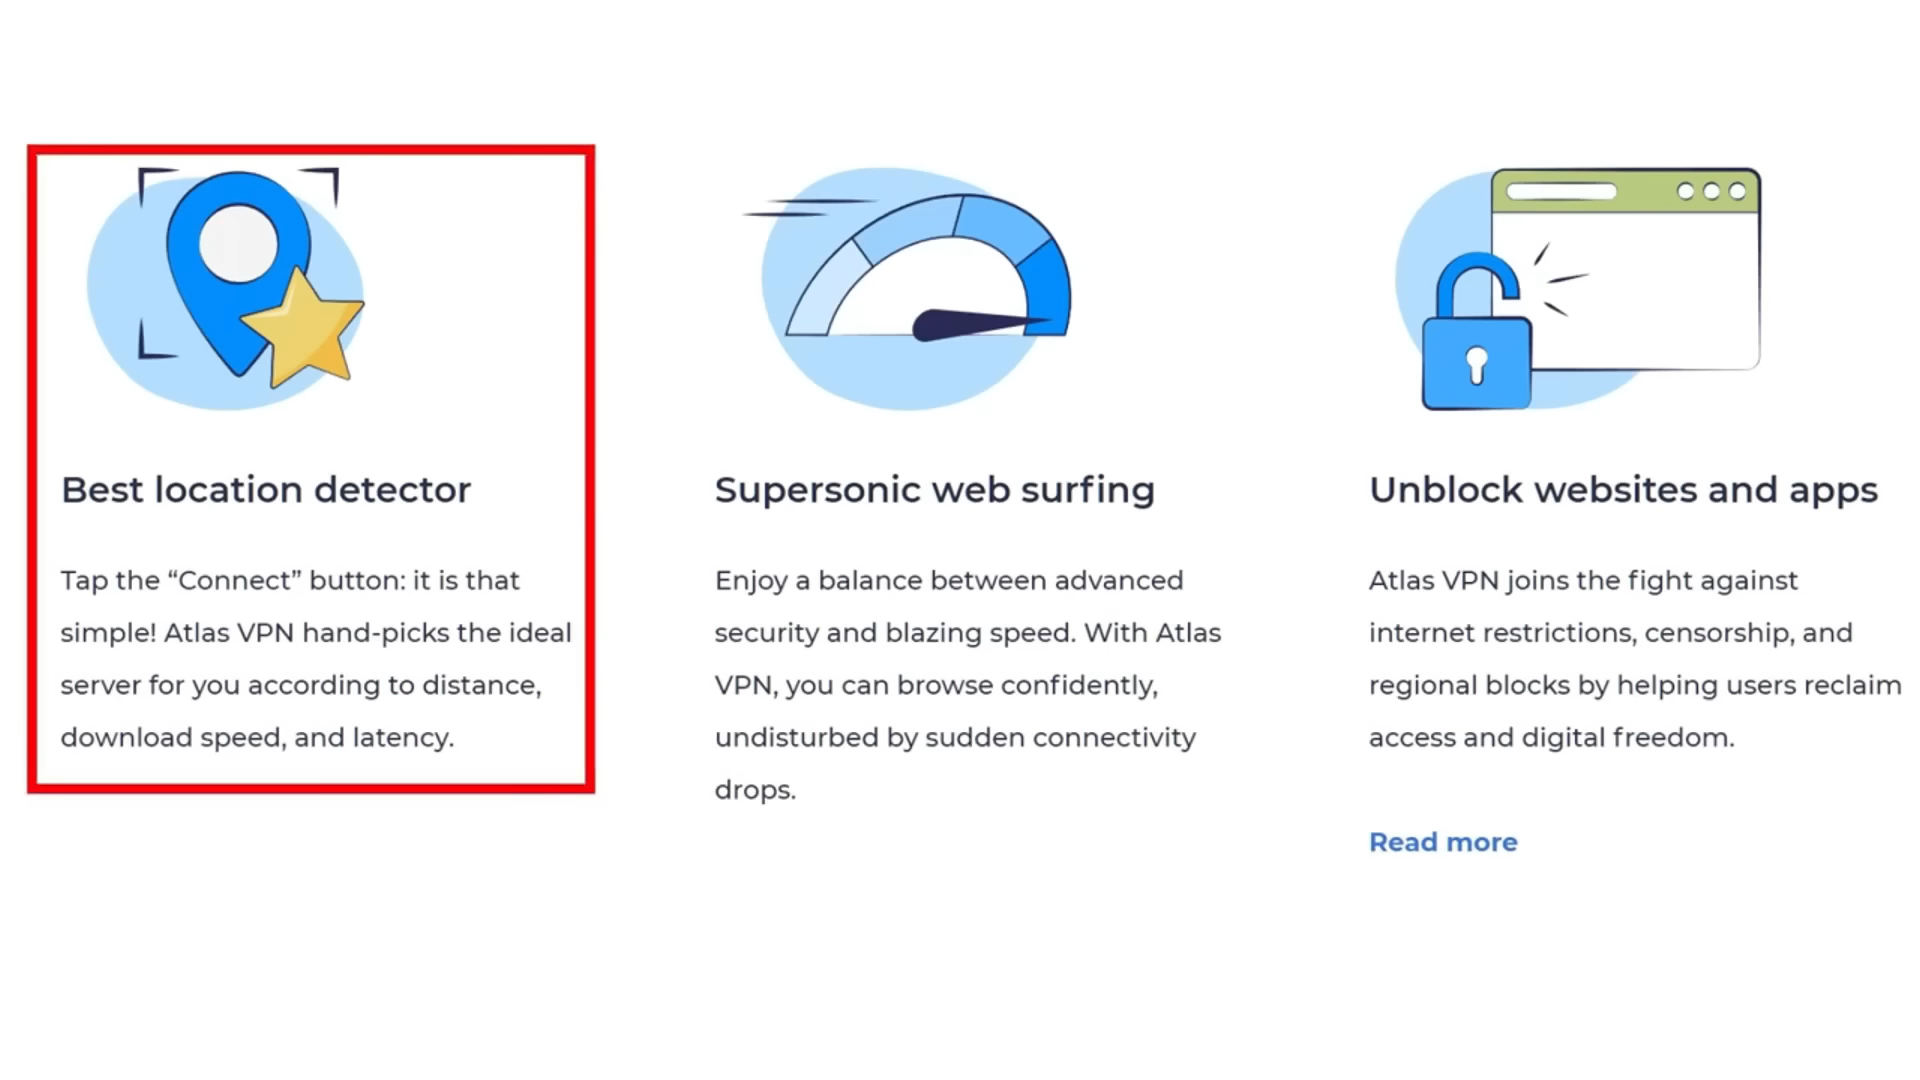 Best location detector
Tap the “Connect” button: it is that
simple! Atlas VPN hand-picks the ideal
server for you according to distance,
download speed, and latency.
Supersonic web surfing
Enjoy a balance between advanced
security and blazing speed. With Atlas
VPN, you can browse confidently,
undisturbed by sudden connectivity
drops.
Unblock websites and apps
Atlas VPN joins the fight against
internet restrictions, censorship, and
regional blocks by helping users reclaim
access and digital freedom.
Read more